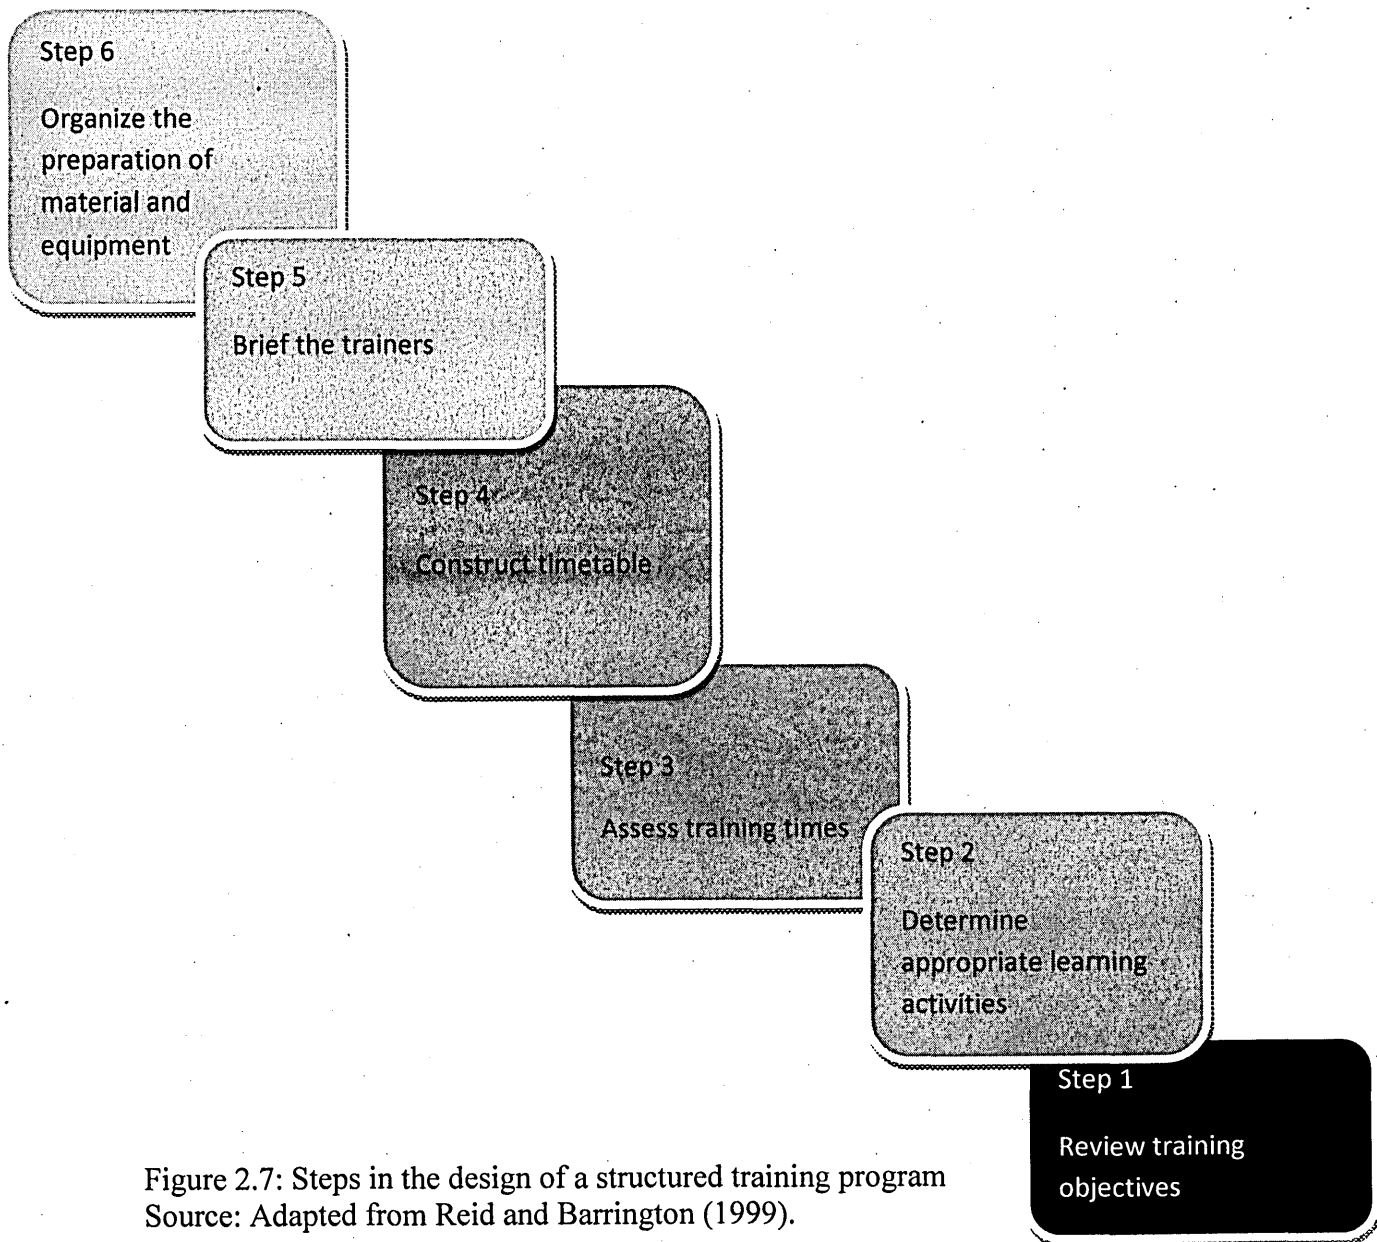 Step 6
Organize the
preparation of
material and
equipment
Step 5
Brief the trainers
Step 4
Construct timetable
Step 3
Assess training times
Step 2
Determine
appropriate learning
activities
Step 1
Review training
objectives
Figure 2.7: Steps in the design of a structured training program
Source: Adapted from Reid and Barrington (1999).